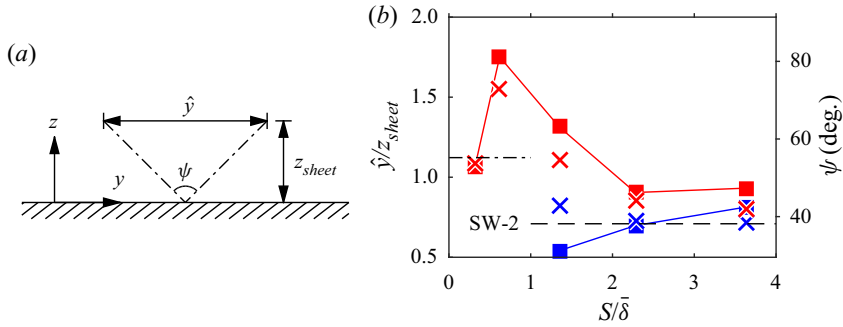 (a)
ŷ
z
ψ
z_sheet
y
(b)
2.0
1.5
1.0
0.5
ŷ/z_sheet
SW-2
80
60
40
ψ (deg.)
0 1 2 3 4
S/δ̄